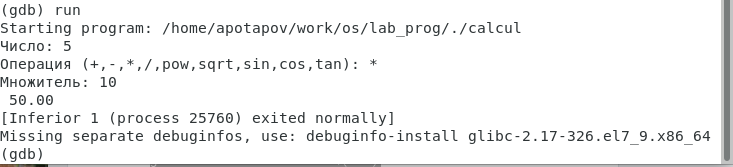 (gdb) run
Starting program: /home/apotapov/work/os/lab_prog/./calcul
Число: 5
Операция (+,-,*,/,pow,sqrt,sin,cos,tan): *
Множитель: 10
 50.00
[Inferior 1 (process 25760) exited normally]
Missing separate debuginfos, use: debuginfo-install glibc-2.17-326.el7_9.x86_64
(gdb)